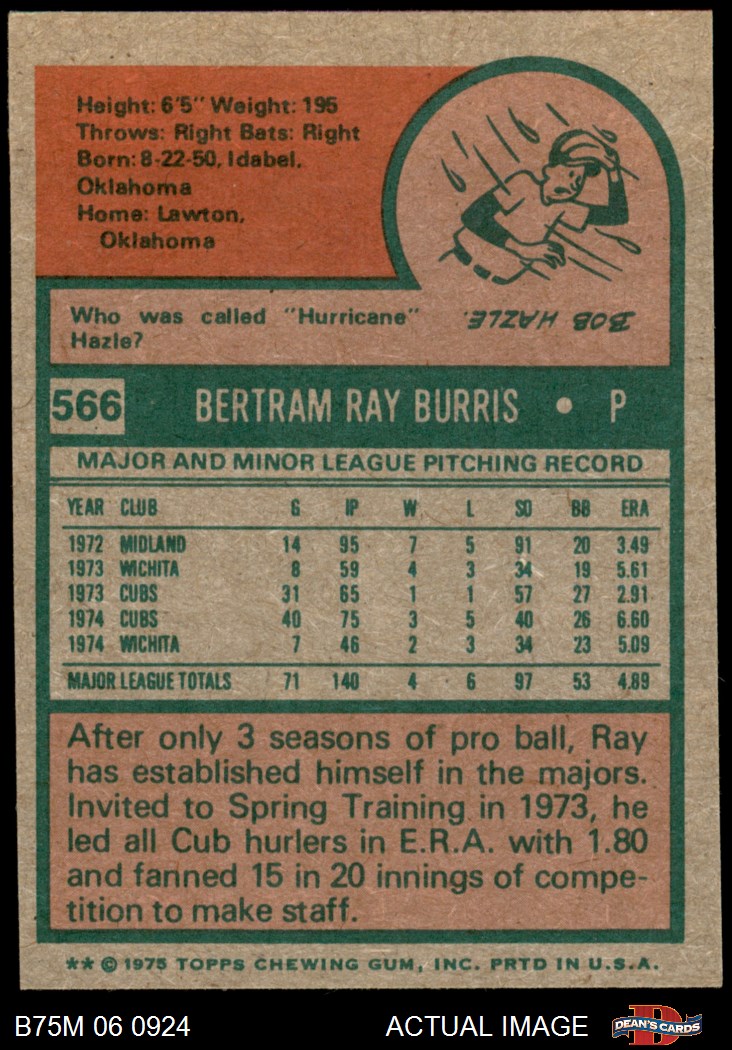 Height: 6'5" Weight: 195
Throws: Right Bats: Right
Born: 8-22-50, Idabel,
Oklahoma
Home: Lawton,
Oklahoma
Who was called "Hurricane"
Hazle?
BOB HAZLE.
566 BERTRAM RAY BURRIS • P
MAJOR AND MINOR LEAGUE PITCHING RECORD
YEAR CLUB G IP W L SO BB ERA
1972 MIDLAND 14 95 7 5 91 20 3.49
1973 WICHITA 8 59 4 3 34 19 5.61
1973 CUBS 31 65 1 1 57 27 2.91
1974 CUBS 40 75 3 5 40 26 6.60
1974 WICHITA 7 46 2 3 34 23 5.09
MAJOR LEAGUE TOTALS 71 140 4 6 97 53 4.89
After only 3 seasons of pro ball, Ray
has established himself in the majors.
Invited to Spring Training in 1973, he
led all Cub hurlers in E.R.A. with 1.80
and fanned 15 in 20 innings of compe-
tition to make staff.
** © 1975 TOPPS CHEWING GUM, INC. PRTD IN U.S.A.
B75M 06 0924 ACTUAL IMAGE
D
DEAN'S CARDS